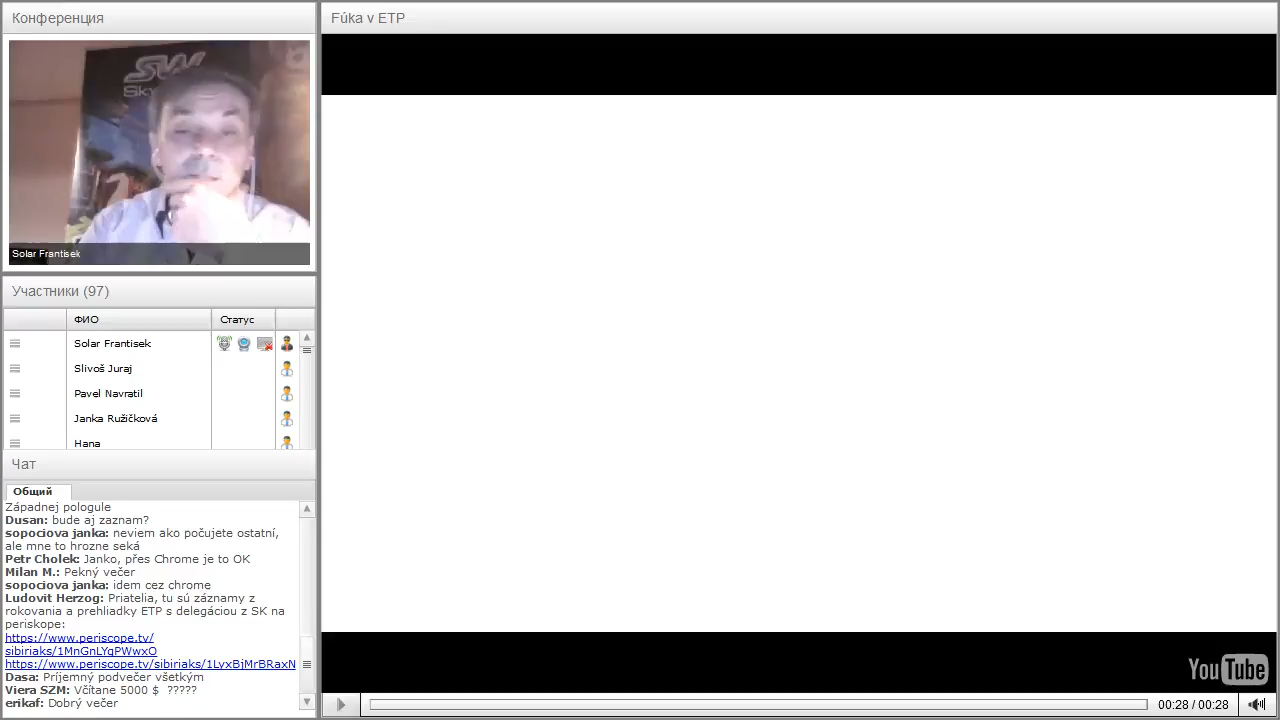 Конференция
Fúka v ETP
SW
Sky
Solar Frantisek
Участники (97)
ФИО
Статус
Solar Frantisek
Slivoš Juraj
Pavel Navratil
Janka Ružičková
Hana
Чат
Общий
Západnej pologule
Dusan: bude aj zaznam?
sopociova janka: neviem ako počujete ostatní,
ale mne to hrozne seká
Petr Cholek: Janko, přes Chrome je to OK
Milan M.: Pekný večer
sopociova janka: idem cez chrome
Ludovit Herzog: Priatelia, tu sú záznamy z
rokovania a prehliadky ETP s delegáciou z SK na
periskope:
https://www.periscope.tv/
sibiriaks/1MnGnLYqPWwxO
https://www.periscope.tv/sibiriaks/1LyxBjMrBRaxN
Dasa: Príjemný podvečer všetkým
Viera SZM: Včítane 5000 $ ?????
erikaf: Dobrý večer
YouTube
00:28 / 00:28